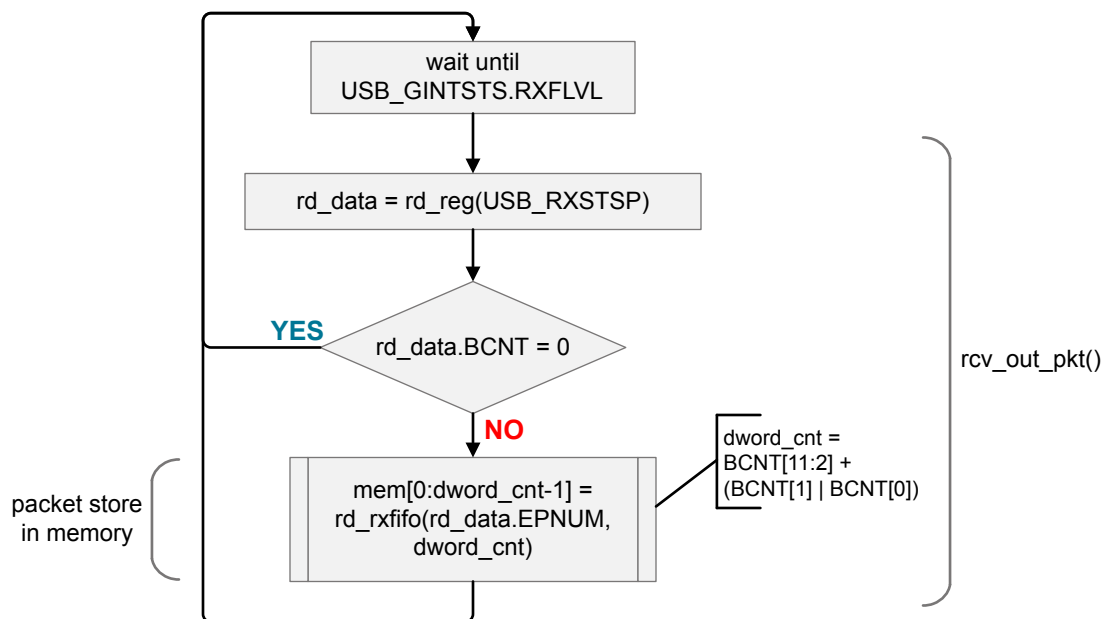 wait until
USB_GINTSTS.RXFLVL
rd_data = rd_reg(USB_RXSTSP)
YES
rd_data.BCNT = 0
rcv_out_pkt()
NO
dword_cnt =
BCNT[11:2] +
(BCNT[1] | BCNT[0])
packet store
in memory
mem[0:dword_cnt-1] =
rd_rxfifo(rd_data.EPNUM,
dword_cnt)